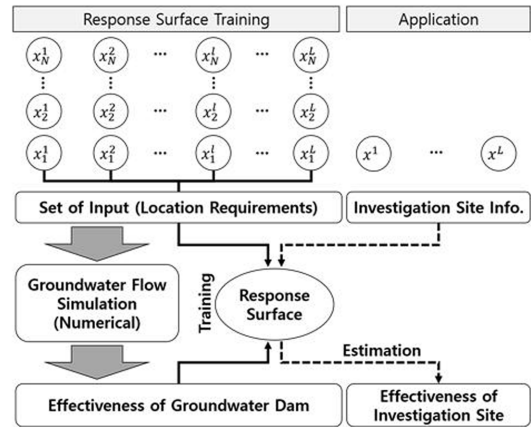 Response Surface Training
Application
x_N^1 x_N^2 ... x_N^l ... x_N^L
x_2^1 x_2^2 ... x_2^l ... x_2^L
x_1^1 x_1^2 ... x_1^l ... x_1^L
x^1 ... x^L
Set of Input (Location Requirements)
Investigation Site Info.
Groundwater Flow
Simulation
(Numerical)
Training
Response
Surface
Estimation
Effectiveness of Groundwater Dam
Effectiveness of
Investigation Site